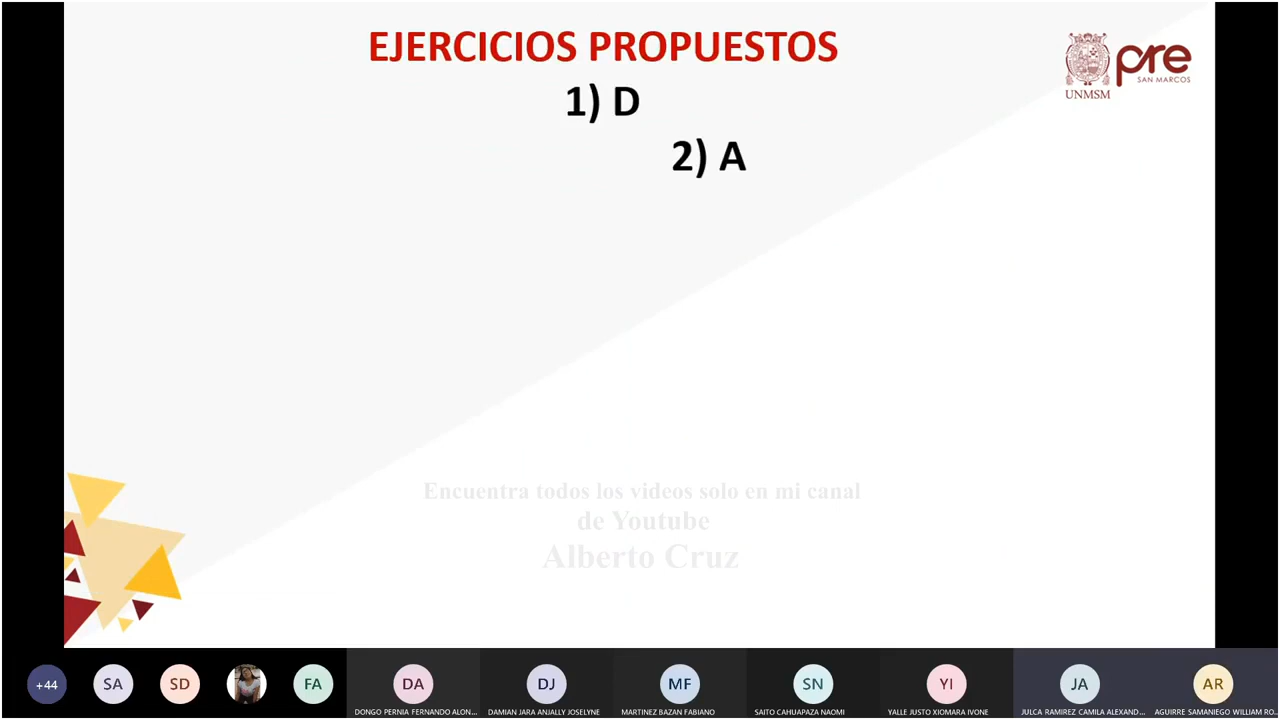 EJERCICIOS PROPUESTOS
1) D
2) A
pre
SAN MARCOS
UNMSM
Encuentra todos los videos solo en mi canal
de Youtube
Alberto Cruz
+44
SA
SD
FA
DA
DJ
MF
SN
YI
JA
AR
DONGO PERNIA FERNANDO ALON...
DAMIAN JARA ANJALLY JOSELYNE
MARTINEZ BAZAN FABIANO
SAITO CAHUAPAZA NAOMI
YALLE JUSTO XIOMARA IVONE
JULCA RAMIREZ CAMILA ALEXAND...
AGUIRRE SAMANIEGO WILLIAM RO...